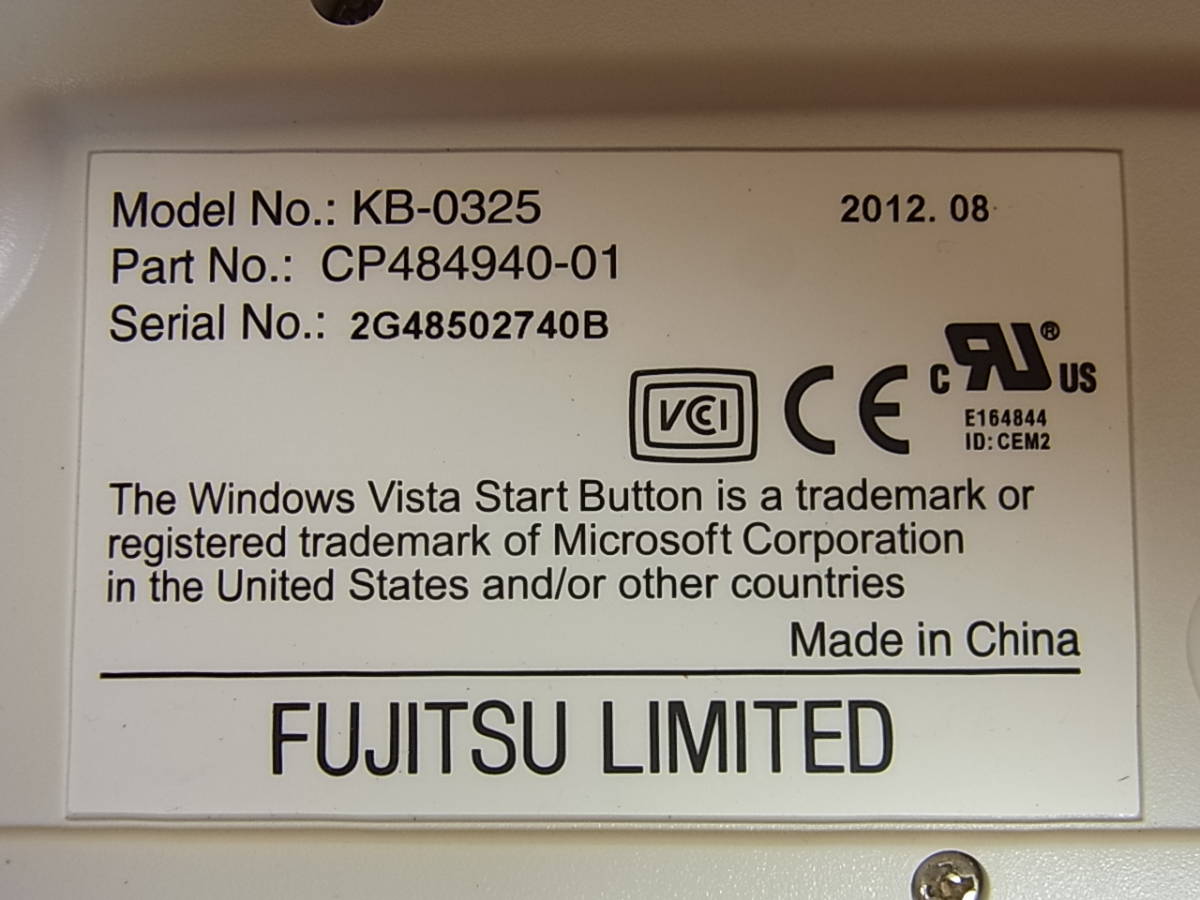 Model No.: KB-0325 2012. 08
Part No.: CP484940-01
Serial No.: 2G48502740B
VCCI CE c RU ® US
E164844
ID: CEM2
The Windows Vista Start Button is a trademark or
registered trademark of Microsoft Corporation
in the United States and/or other countries
Made in China
FUJITSU LIMITED